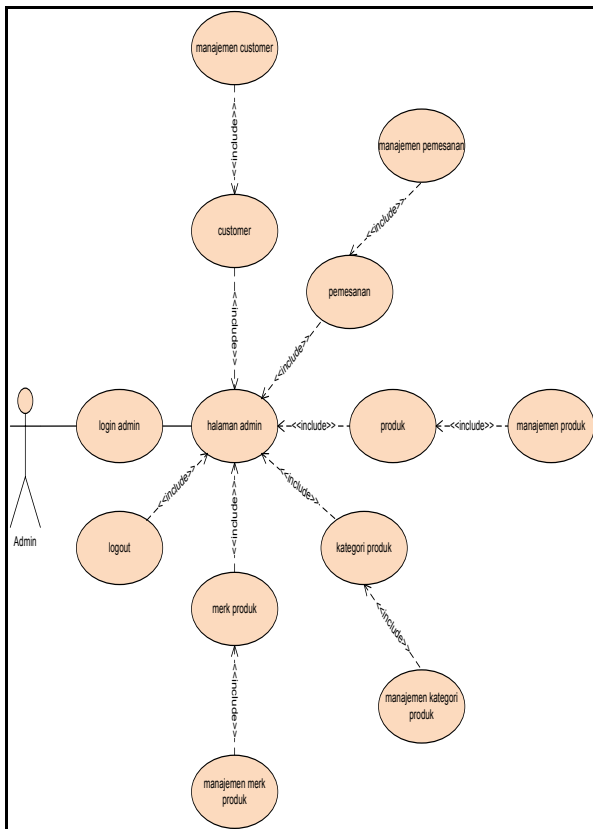 manajemen customer
<<include>>
manajemen pemesanan
<<include>>
customer
pemesanan
<<include>>
<<include>>
login admin
halaman admin
<<include>>
produk
<<include>>
manajemen produk
Admin
<<include>>
logout
<<include>>
<<include>>
kategori produk
merk produk
<<include>>
<<include>>
manajemen kategori
produk
manajemen merk
produk